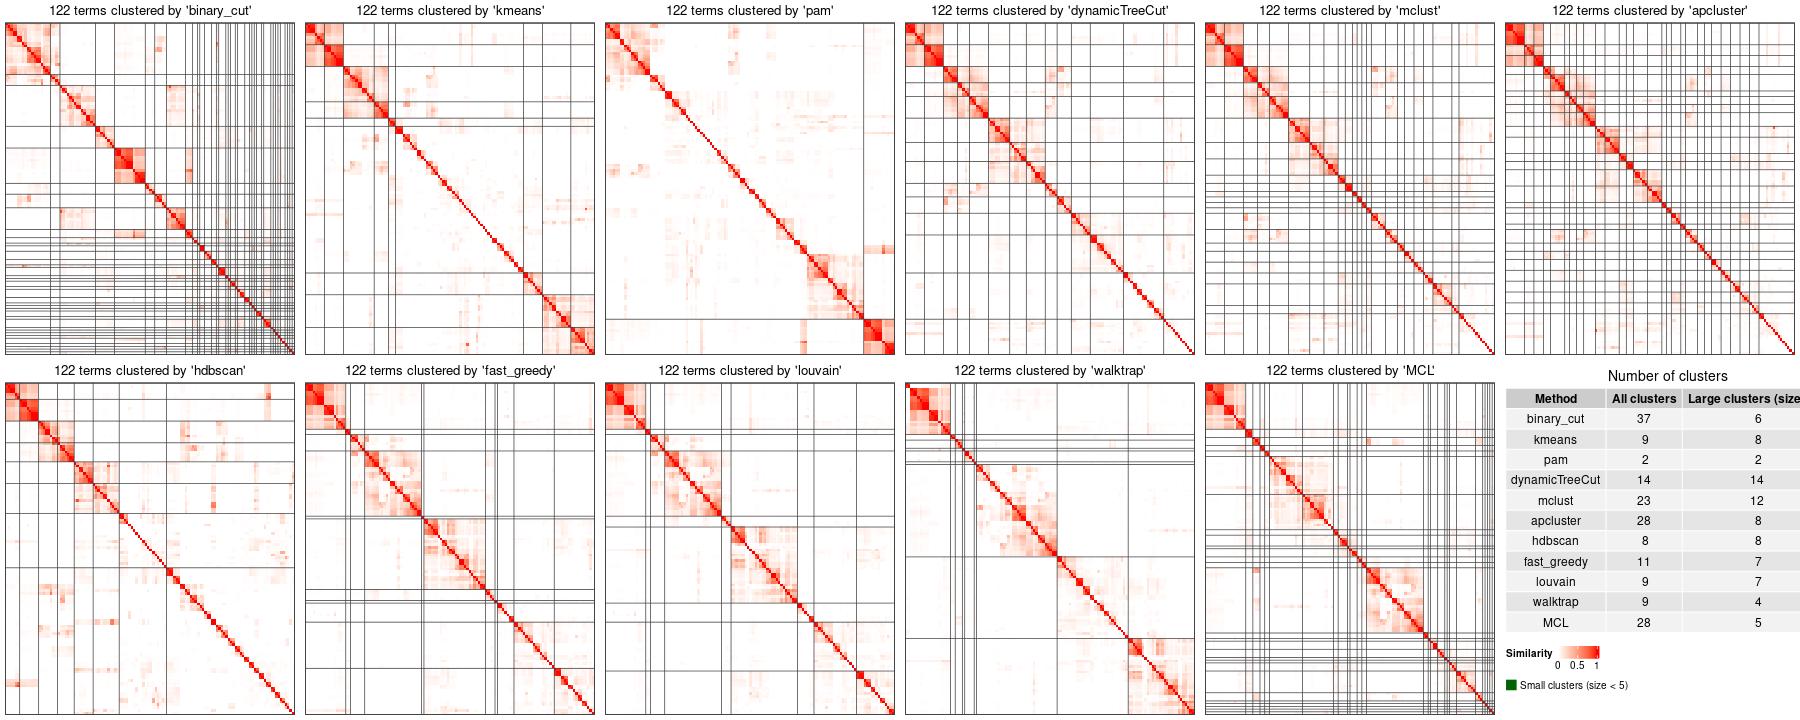 122 terms clustered by 'binary_cut'
122 terms clustered by 'kmeans'
122 terms clustered by 'pam'
122 terms clustered by 'dynamicTreeCut'
122 terms clustered by 'mclust'
122 terms clustered by 'apcluster'
122 terms clustered by 'hdbscan'
122 terms clustered by 'fast_greedy'
122 terms clustered by 'louvain'
122 terms clustered by 'walktrap'
122 terms clustered by 'MCL'
Number of clusters
Method All clusters Large clusters (size
binary_cut 37 6
kmeans 9 8
pam 2 2
dynamicTreeCut 14 14
mclust 23 12
apcluster 28 8
hdbscan 8 8
fast_greedy 11 7
louvain 9 7
walktrap 9 4
MCL 28 5
Similarity
0 0.5 1
Small clusters (size < 5)